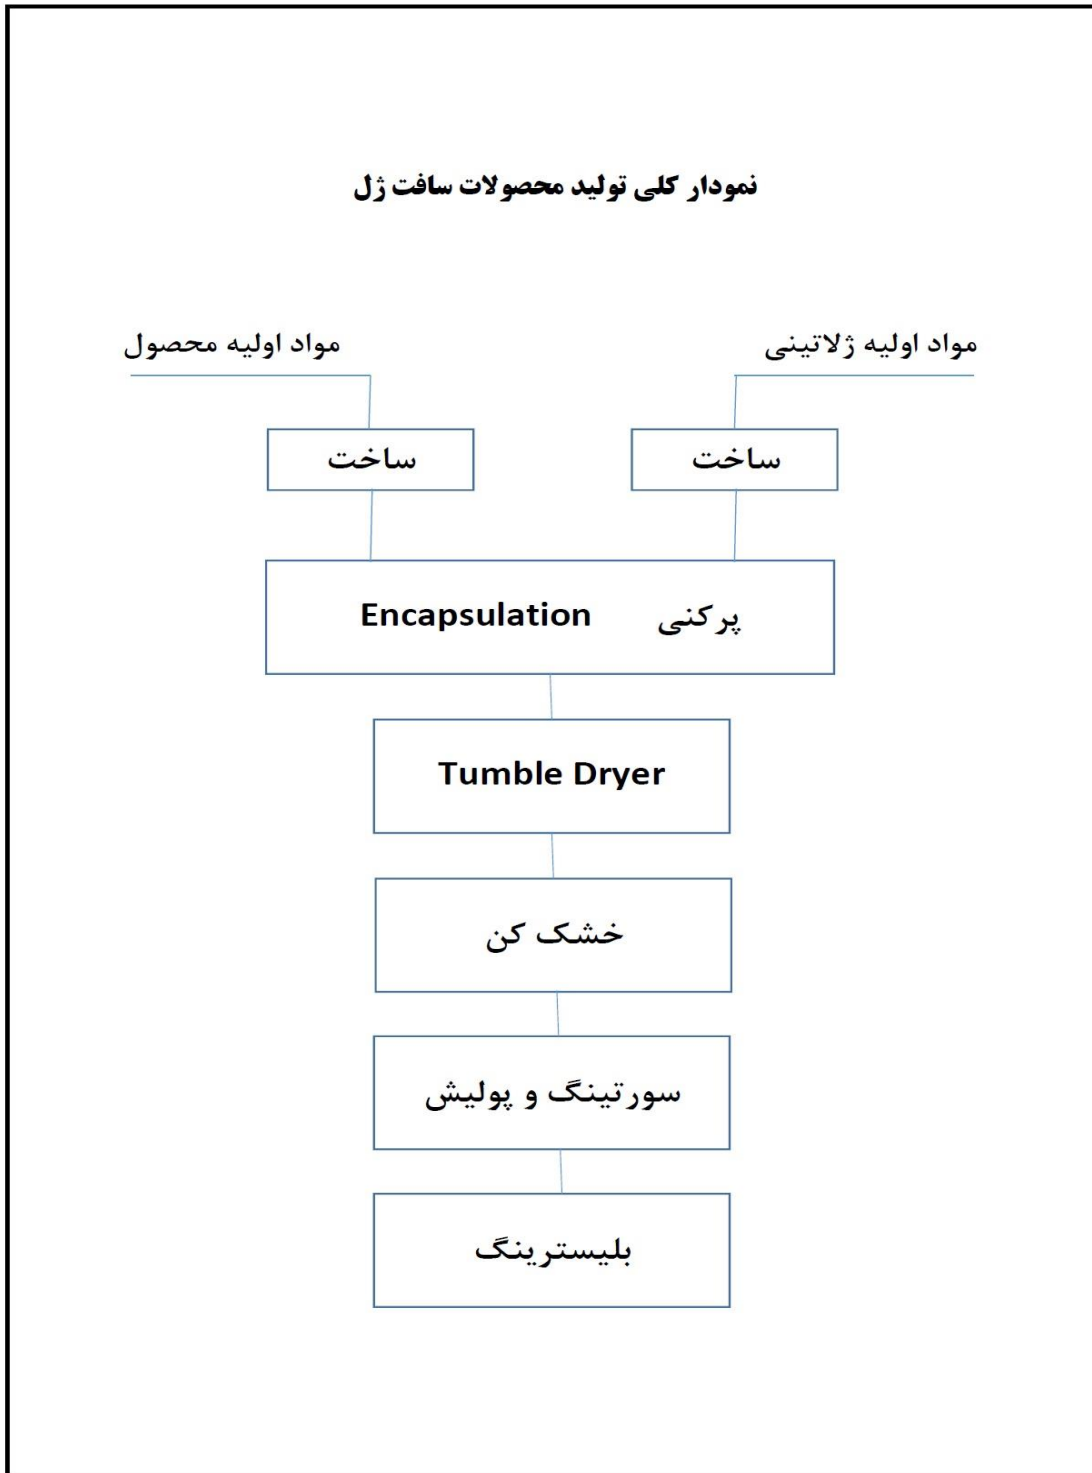 نمودار کلی تولید محصولات سافت ژل
مواد اولیه ژلاتینی
مواد اولیه محصول
ساخت
ساخت
پرکنی Encapsulation
Tumble Dryer
خشک کن
سورتینگ و پولیش
بلیسترینگ